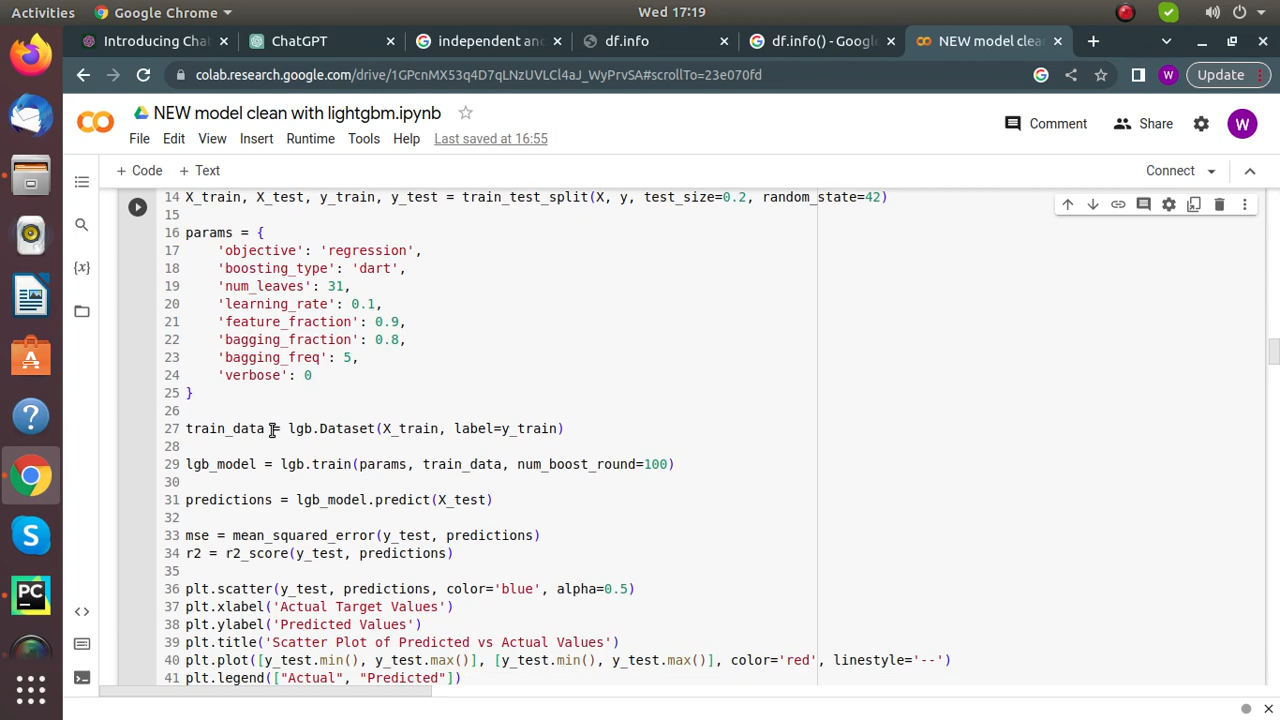 Activities Google Chrome Wed 17:19
Introducing Cha ChatGPT independent and df.info df.info() - Google NEW model clean
colab.research.google.com/drive/1GPcnMX53q4D7qLNzUVLCl4aJ_WyPrvSA#scrollTo=23e070fd W Update
NEW model clean with lightgbm.ipynb Comment Share W
File Edit View Insert Runtime Tools Help Last saved at 16:55
+ Code + Text Connect
14 X_train, X_test, y_train, y_test = train_test_split(X, y, test_size=0.2, random_state=42)
15
16 params = {
17 'objective': 'regression',
18 'boosting_type': 'dart',
19 'num_leaves': 31,
20 'learning_rate': 0.1,
21 'feature_fraction': 0.9,
22 'bagging_fraction': 0.8,
23 'bagging_freq': 5,
24 'verbose': 0
25 }
26
27 train_data = lgb.Dataset(X_train, label=y_train)
28
29 lgb_model = lgb.train(params, train_data, num_boost_round=100)
30
31 predictions = lgb_model.predict(X_test)
32
33 mse = mean_squared_error(y_test, predictions)
34 r2 = r2_score(y_test, predictions)
35
36 plt.scatter(y_test, predictions, color='blue', alpha=0.5)
37 plt.xlabel('Actual Target Values')
38 plt.ylabel('Predicted Values')
39 plt.title('Scatter Plot of Predicted vs Actual Values')
40 plt.plot([y_test.min(), y_test.max()], [y_test.min(), y_test.max()], color='red', linestyle='--')
41 plt.legend(["Actual", "Predicted"])